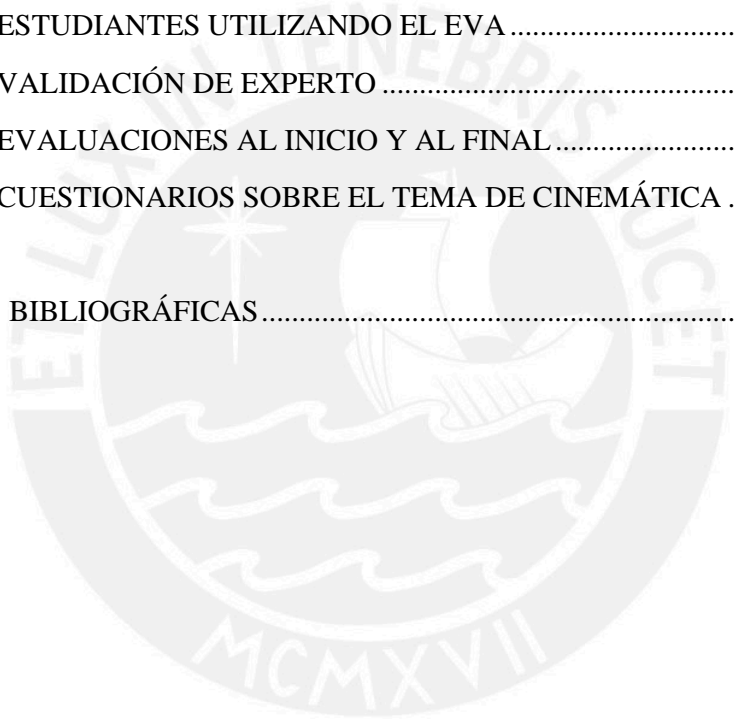 ESTUDIANTES UTILIZANDO EL EVA ............................
VALIDACIÓN DE EXPERTO ...............................................
EVALUACIONES AL INICIO Y AL FINAL ........................
CUESTIONARIOS SOBRE EL TEMA DE CINEMÁTICA .
BIBLIOGRÁFICAS ...............................................................
ET LUX IN TENEBRIS LUCET
MCMXVII